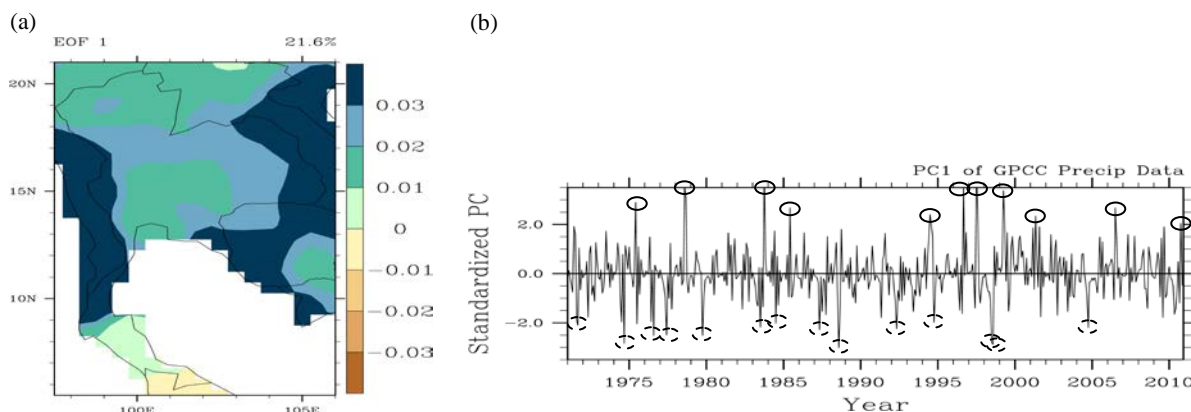 (a)
EOF 1 21.6%
20N
15N
10N
100E 105E
0.03
0.02
0.01
0
−0.01
−0.02
−0.03
(b)
PC1 of GPCC Precip Data
Standardized PC
2.0
0.0
−2.0
1975 1980 1985 1990 1995 2000 2005 2010
Year